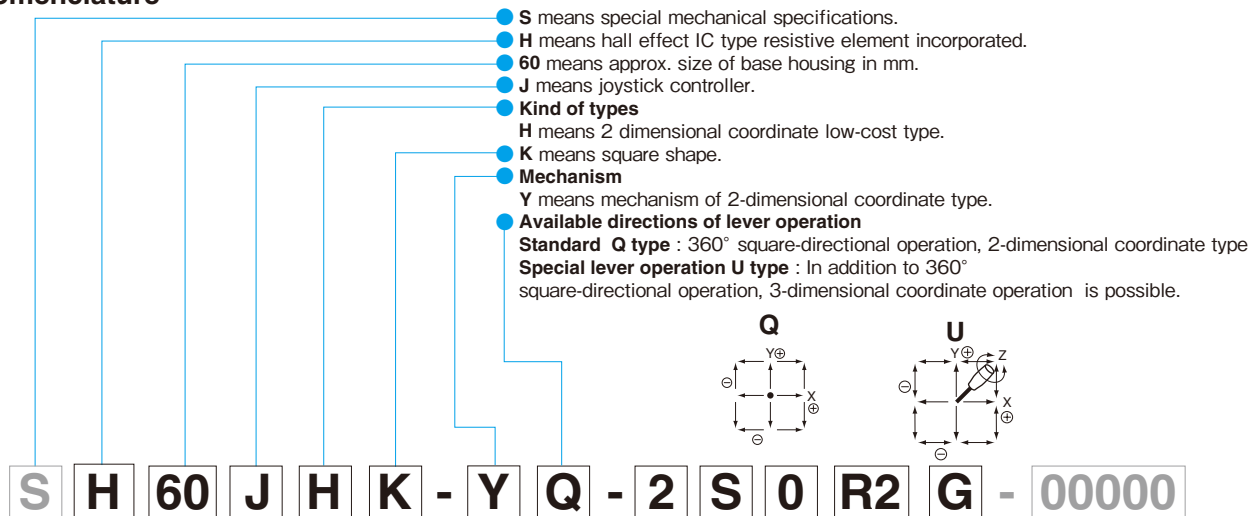 S means special mechanical specifications.
H means hall effect IC type resistive element incorporated.
60 means approx. size of base housing in mm.
J means joystick controller.
Kind of types
H means 2 dimensional coordinate low-cost type.
K means square shape.
Mechanism
Y means mechanism of 2-dimensional coordinate type.
Available directions of lever operation
Standard Q type : 360° square-directional operation, 2-dimensional coordinate type
Special lever operation U type : In addition to 360°
square-directional operation, 3-dimensional coordinate operation is possible.
Q U
Y⊕ Y⊕ Z
⊖ X ⊖ X
⊕ ⊕
⊖ ⊖
S H 60 J H K - Y Q - 2 S 0 R2 G - 00000